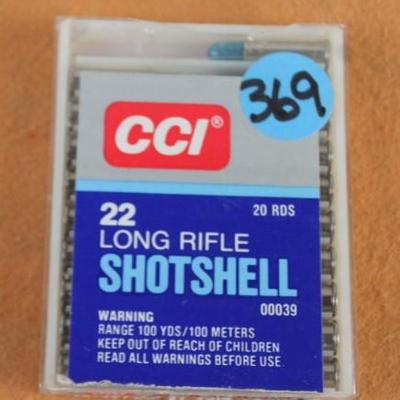 369
CCI®
22
20 RDS
LONG RIFLE
SHOTSHELL
00039
WARNING
RANGE 100 YDS/100 METERS
KEEP OUT OF REACH OF CHILDREN
READ ALL WARNINGS BEFORE USE